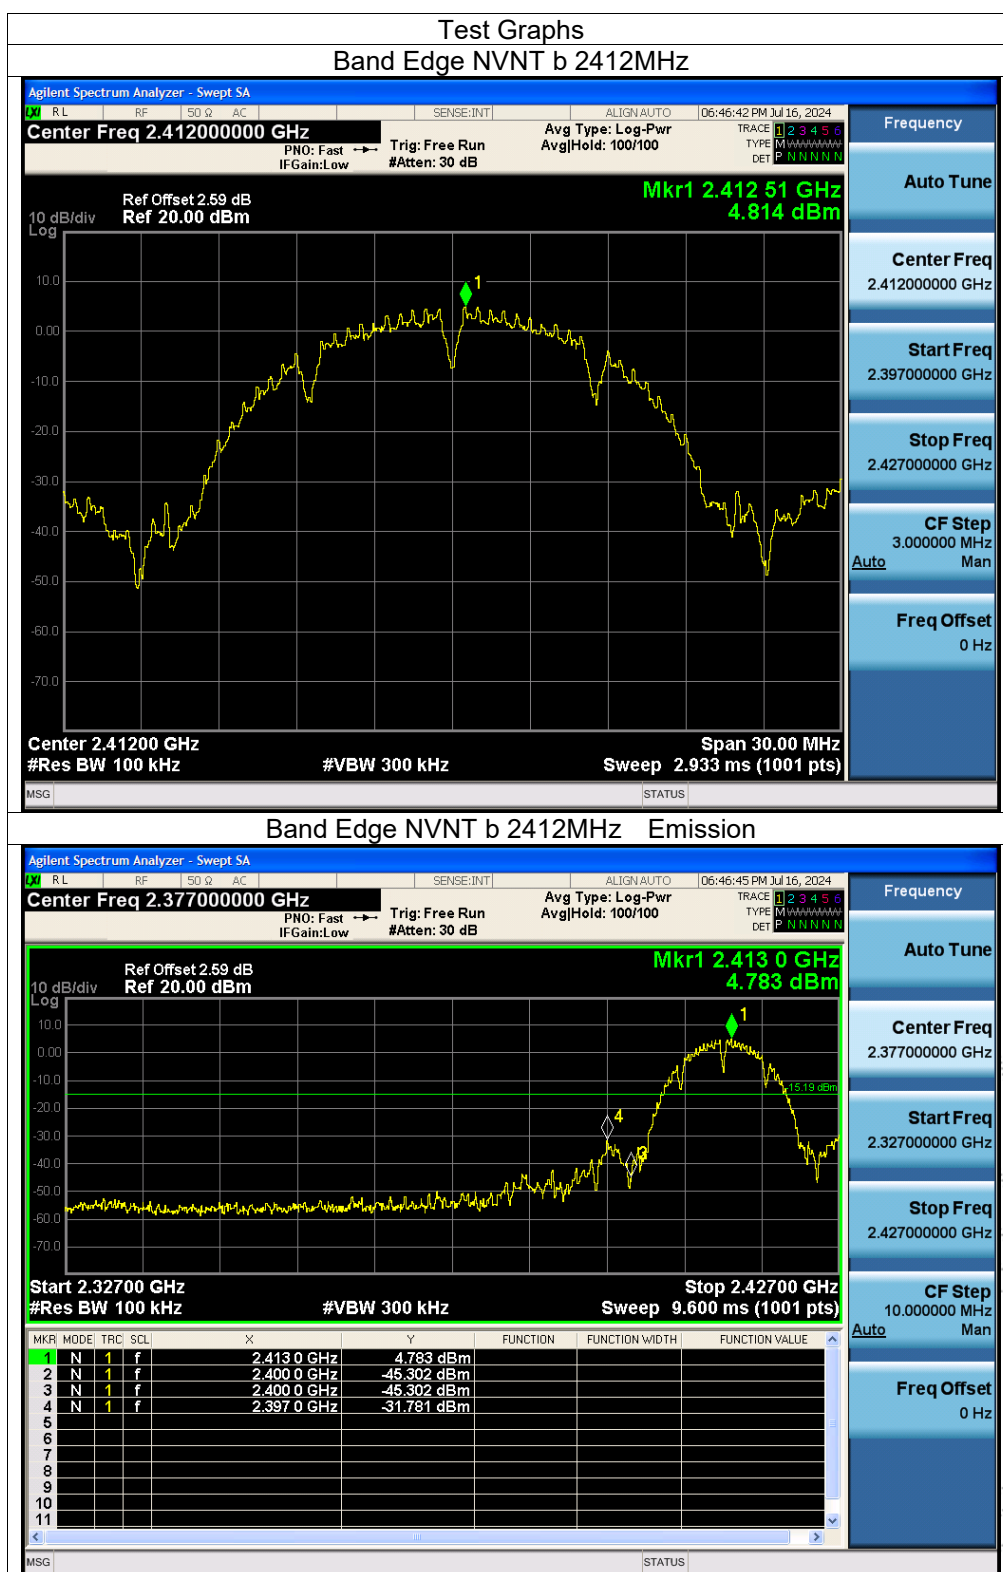 Test Graphs
Band Edge NVNT b 2412MHz
Agilent Spectrum Analyzer - Swept SA
LXI RL RF 50 Ω AC SENSE:INT ALIGN AUTO 06:46:42 PM Jul 16, 2024
Center Freq 2.412000000 GHz
PNO: Fast
IFGain:Low
Trig: Free Run
#Atten: 30 dB
Avg Type: Log-Pwr
Avg|Hold: 100/100
TRACE 1 2 3 4 5 6
TYPE M
DET P N N N N N
Ref Offset 2.59 dB
10 dB/div Ref 20.00 dBm
Log
Mkr1 2.412 51 GHz
4.814 dBm
1
10.0
0.00
-10.0
-20.0
-30.0
-40.0
-50.0
-60.0
-70.0
Center 2.41200 GHz Span 30.00 MHz
#Res BW 100 kHz #VBW 300 kHz Sweep 2.933 ms (1001 pts)
MSG STATUS
Frequency
Auto Tune
Center Freq
2.412000000 GHz
Start Freq
2.397000000 GHz
Stop Freq
2.427000000 GHz
CF Step
3.000000 MHz
Auto Man
Freq Offset
0 Hz
Band Edge NVNT b 2412MHz Emission
Agilent Spectrum Analyzer - Swept SA
LXI RL RF 50 Ω AC SENSE:INT ALIGN AUTO 06:46:45 PM Jul 16, 2024
Center Freq 2.377000000 GHz
PNO: Fast
IFGain:Low
Trig: Free Run
#Atten: 30 dB
Avg Type: Log-Pwr
Avg|Hold: 100/100
TRACE 1 2 3 4 5 6
TYPE M
DET P N N N N N
Ref Offset 2.59 dB
10 dB/div Ref 20.00 dBm
Log
Mkr1 2.413 0 GHz
4.783 dBm
1
10.0
0.00
-10.0
-15.19 dBm
-20.0
4
-30.0
-40.0
-50.0
-60.0
-70.0
Start 2.32700 GHz Stop 2.42700 GHz
#Res BW 100 kHz #VBW 300 kHz Sweep 9.600 ms (1001 pts)
MKR MODE TRC SCL X Y FUNCTION FUNCTION WIDTH FUNCTION VALUE
1 N 1 f 2.413 0 GHz 4.783 dBm
2 N 1 f 2.400 0 GHz -45.302 dBm
3 N 1 f 2.400 0 GHz -45.302 dBm
4 N 1 f 2.397 0 GHz -31.781 dBm
5
6
7
8
9
10
11
MSG STATUS
Frequency
Auto Tune
Center Freq
2.377000000 GHz
Start Freq
2.327000000 GHz
Stop Freq
2.427000000 GHz
CF Step
10.000000 MHz
Auto Man
Freq Offset
0 Hz